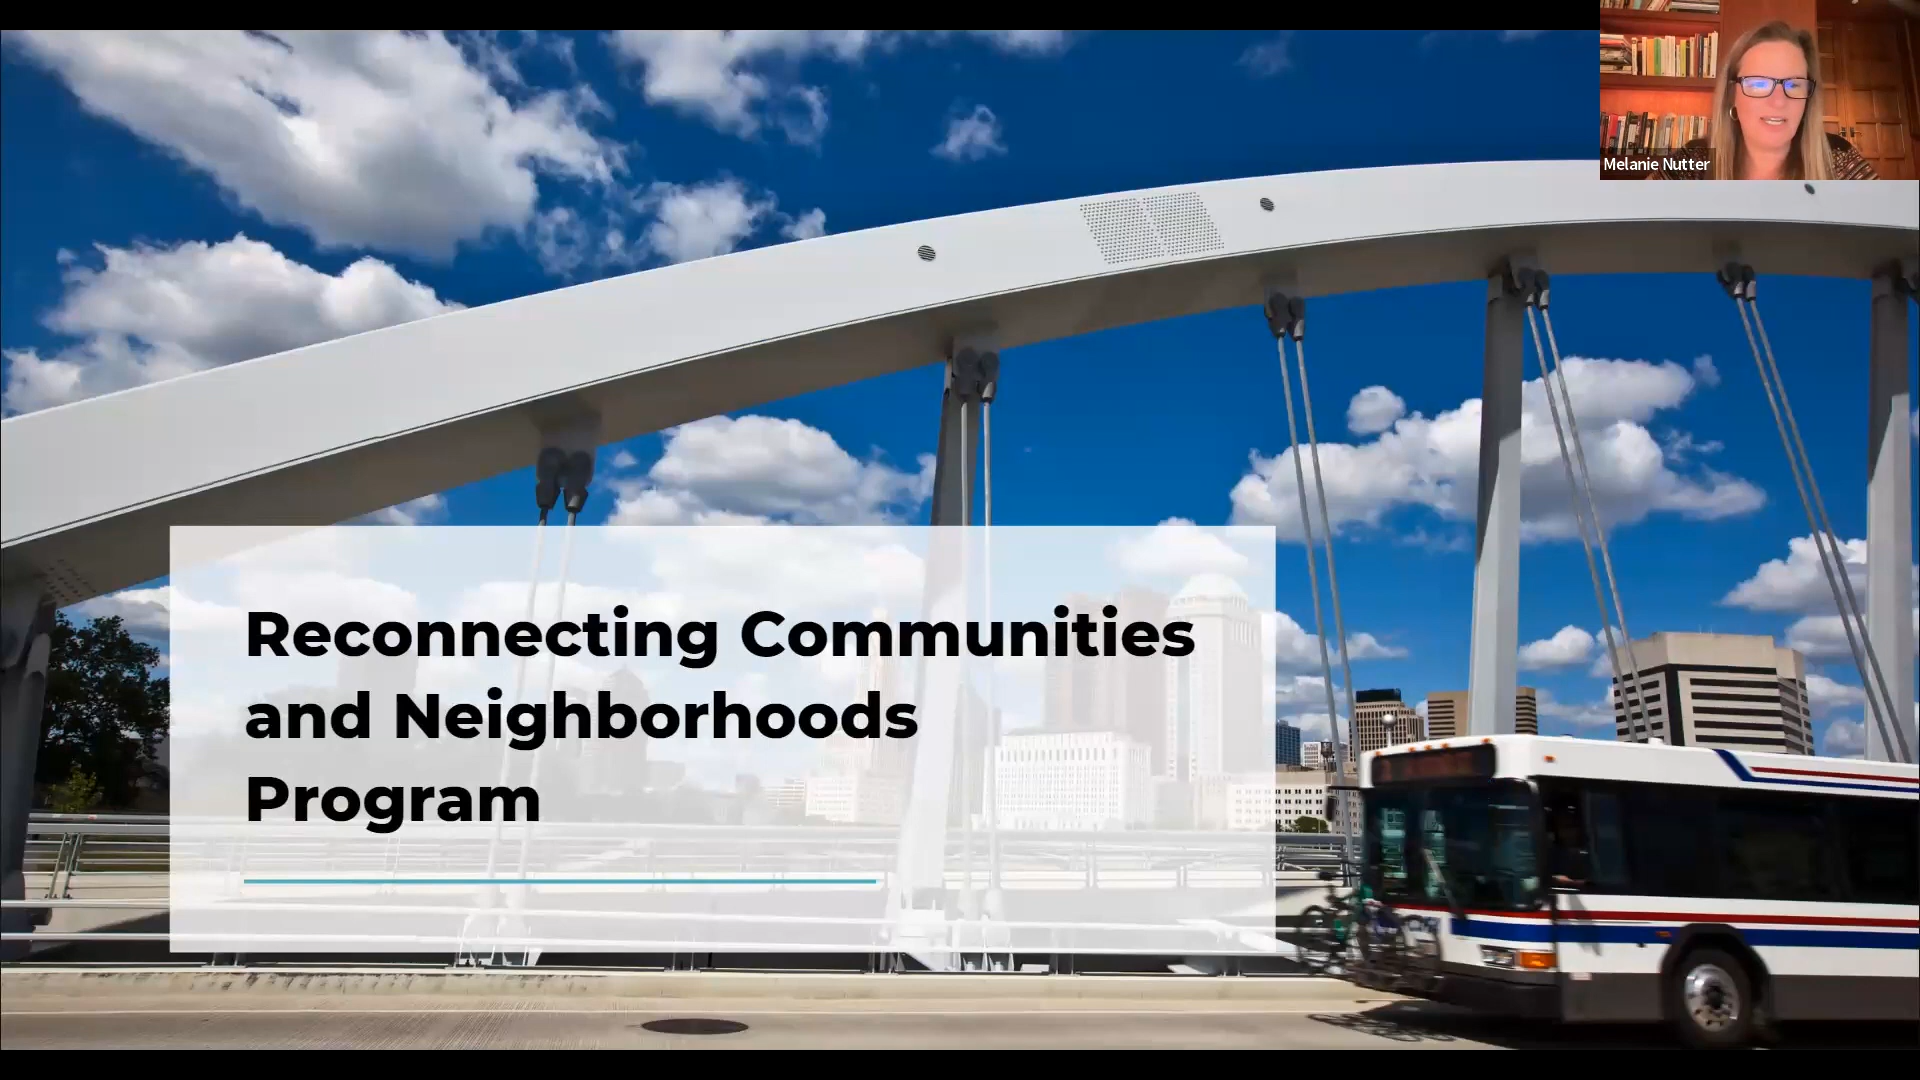 Melanie Nutter
Reconnecting Communities
and Neighborhoods
Program